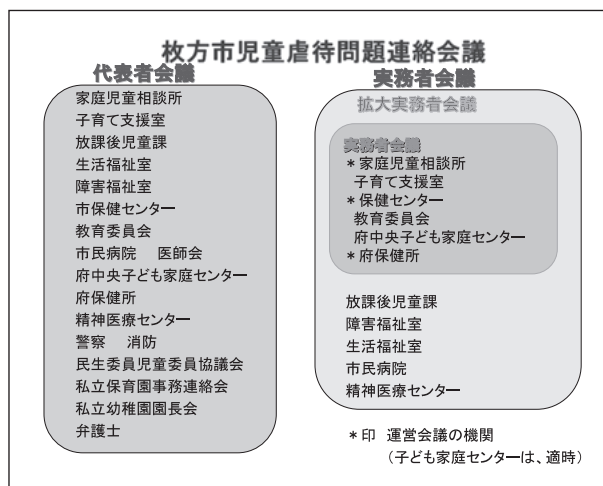 枚方市児童虐待問題連絡会議
代表者会議
家庭児童相談所
子育て支援室
放課後児童課
生活福祉室
障害福祉室
市保健センター
教育委員会
市民病院　医師会
府中央子ども家庭センター
府保健所
精神医療センター
警察　消防
民生委員児童委員協議会
私立保育園事務連絡会
私立幼稚園園長会
弁護士
実務者会議
拡大実務者会議
実務者会議
＊家庭児童相談所
子育て支援室
＊保健センター
教育委員会
府中央子ども家庭センター
＊府保健所
放課後児童課
障害福祉室
生活福祉室
市民病院
精神医療センター
＊印　運営会議の機関
（子ども家庭センターは、適時）